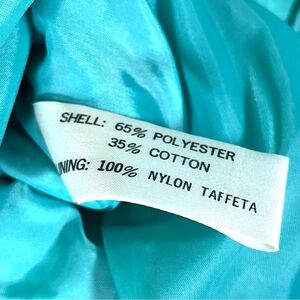 SHELL: 65% POLYESTER
35% COTTON
INING: 100% NYLON TAFFETA